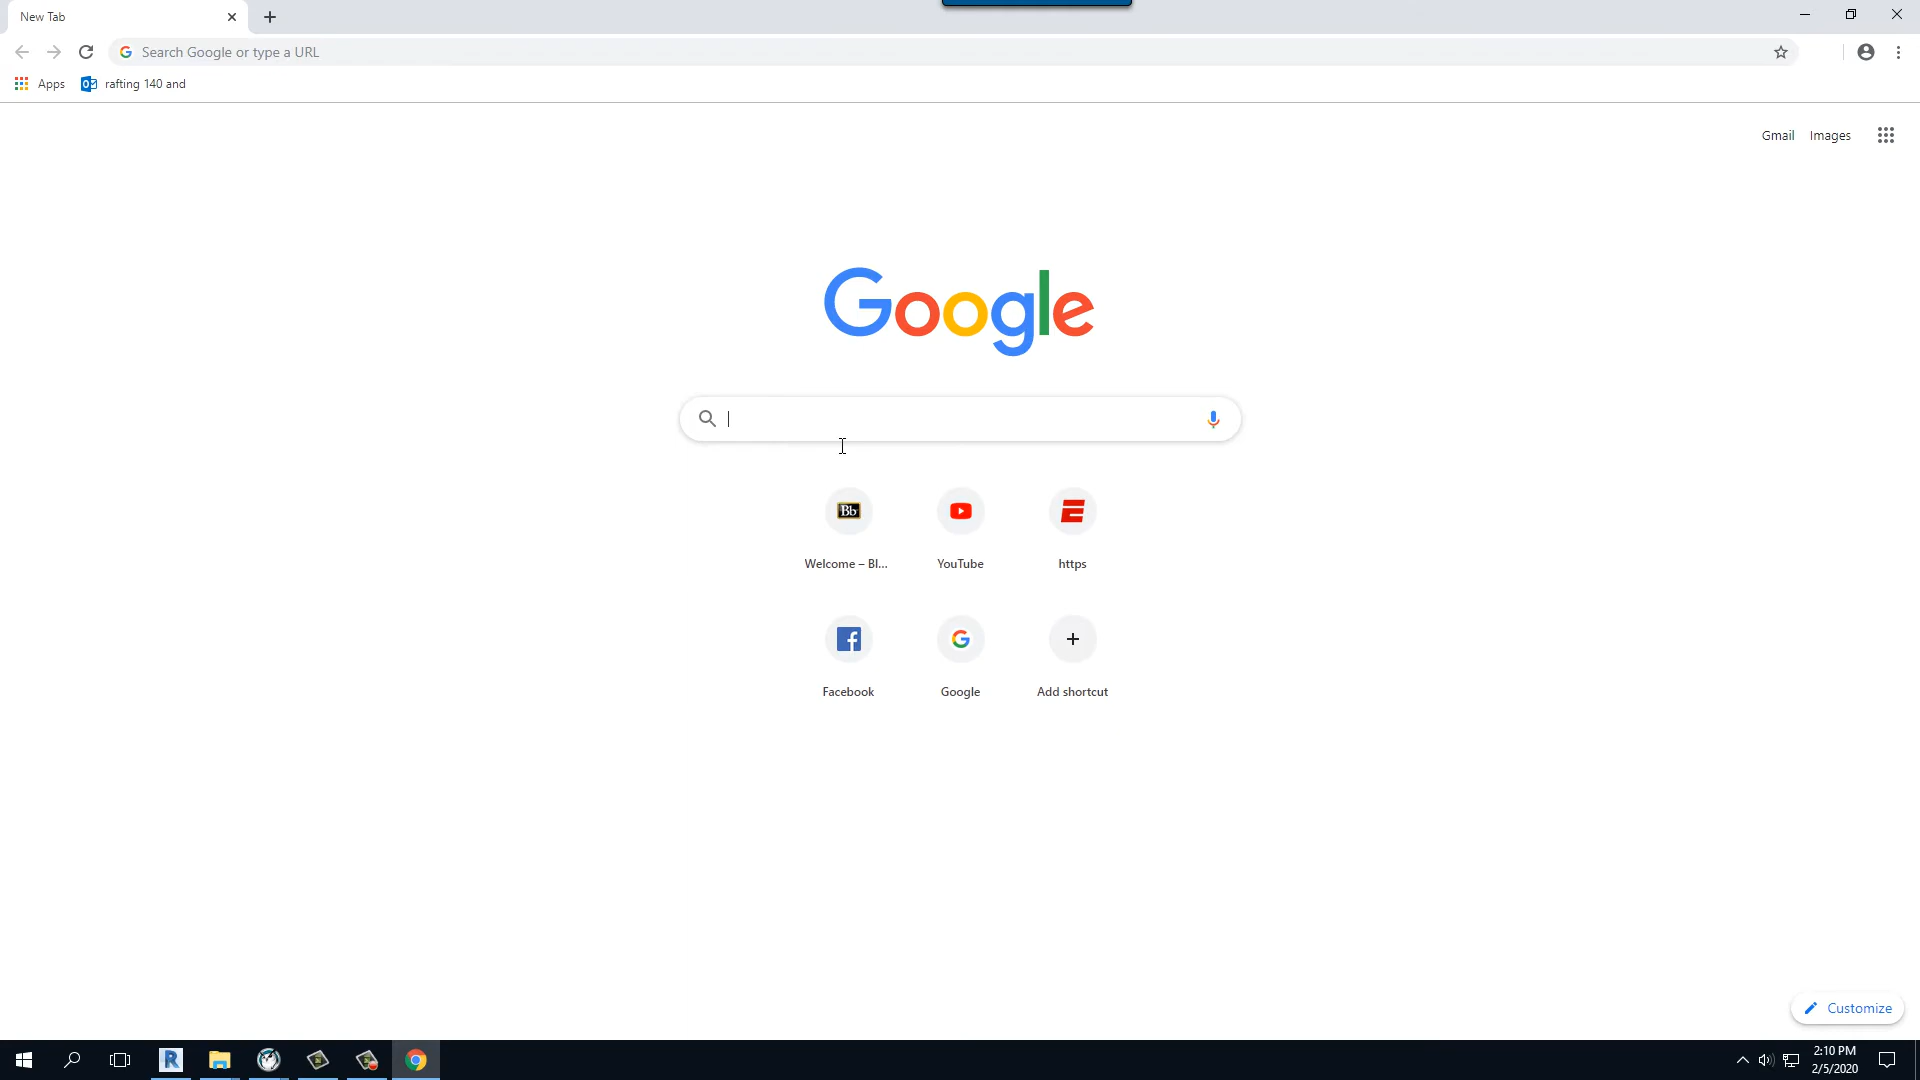 New Tab
Search Google or type a URL
Apps
rafting 140 and
Gmail
Images
Google
Bb
Welcome – Bl...
YouTube
https
Facebook
Google
Add shortcut
Customize
2:10 PM
2/5/2020